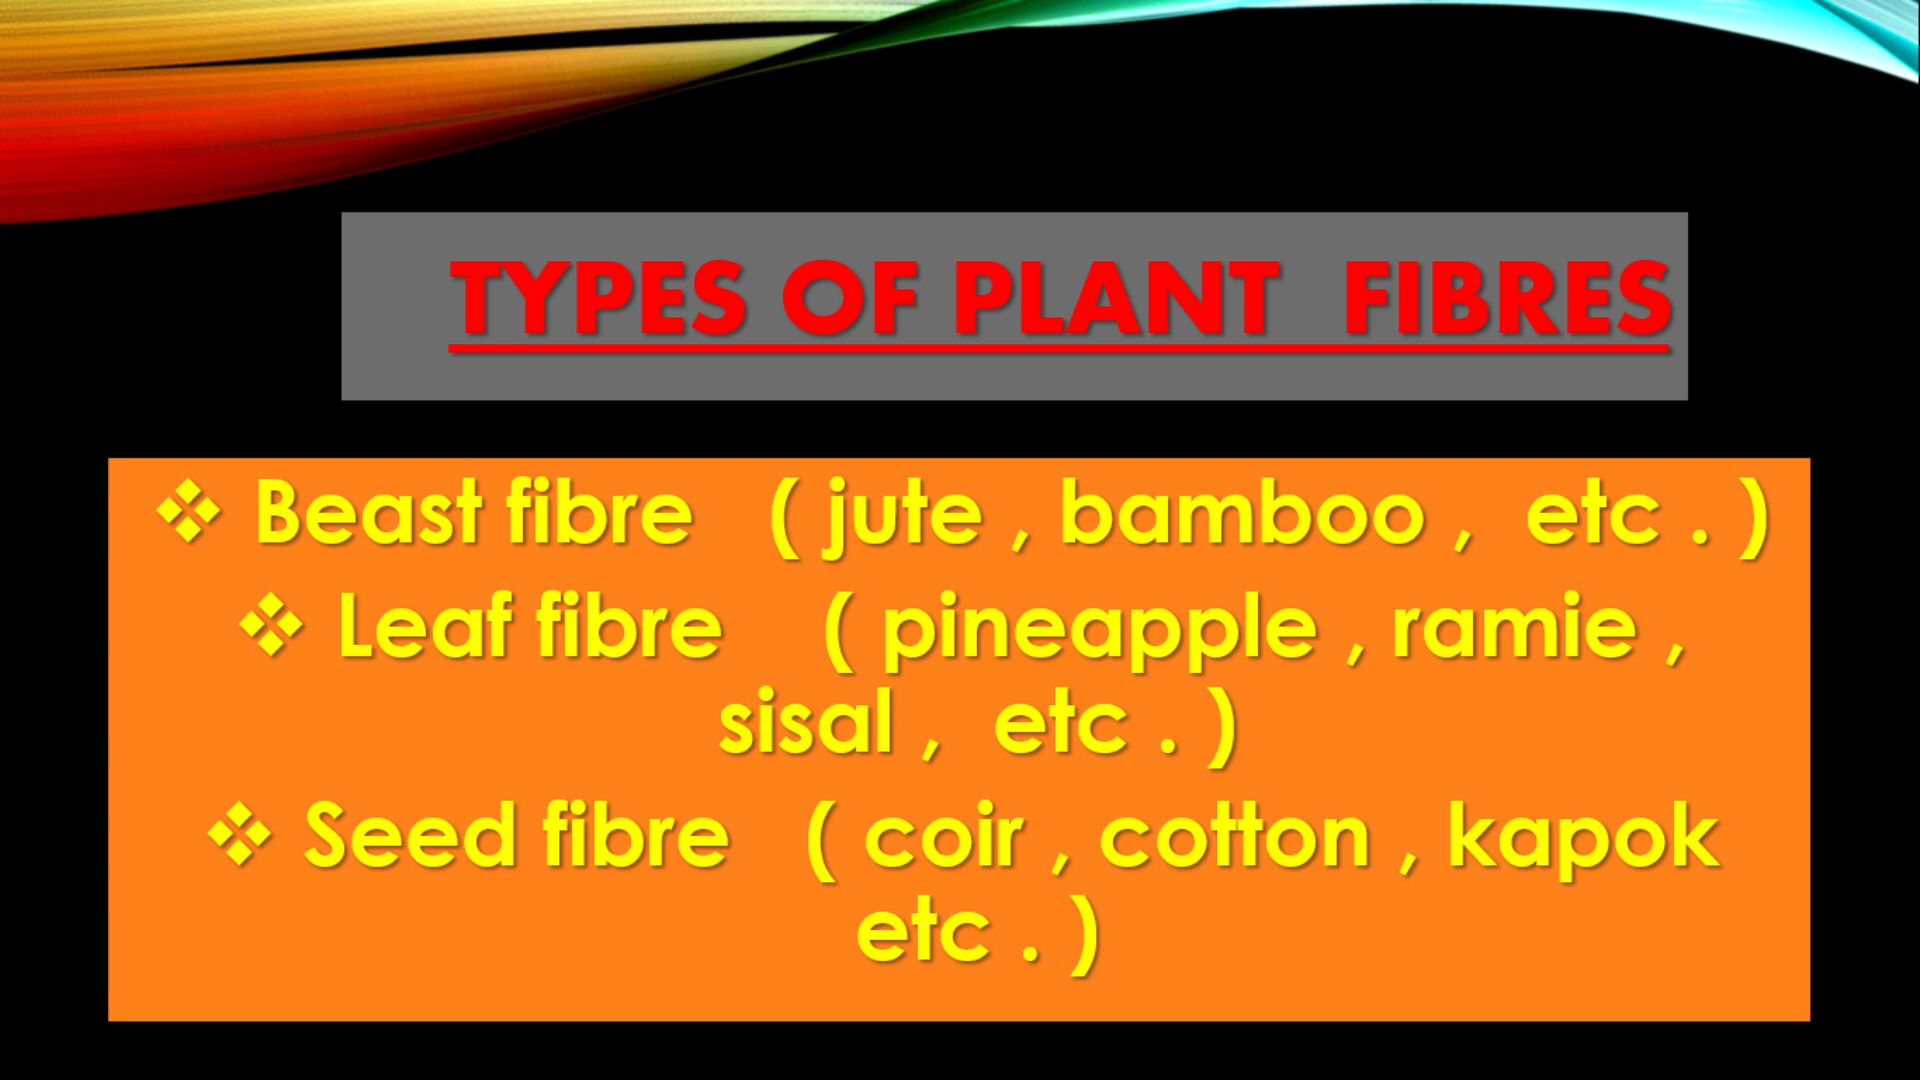 TYPES OF PLANT FIBRES
❖ Beast fibre ( jute , bamboo , etc . )
❖ Leaf fibre ( pineapple , ramie ,
sisal , etc . )
❖ Seed fibre ( coir , cotton , kapok
etc . )